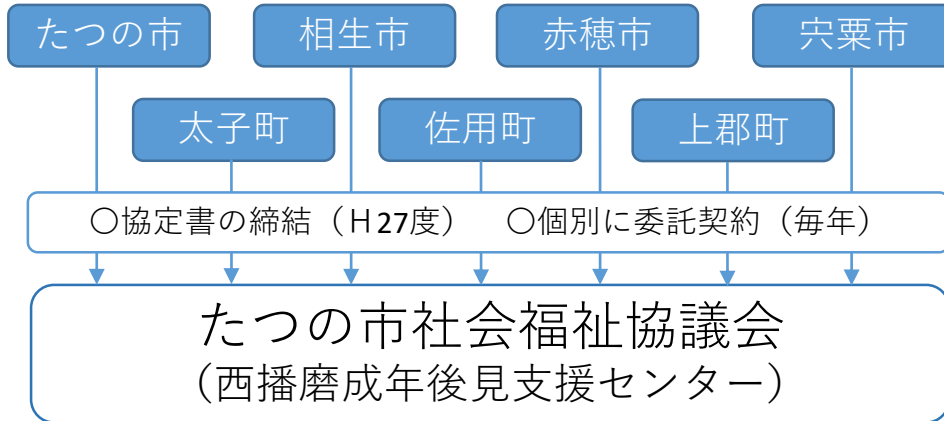 たつの市 相生市 赤穂市 宍粟市
太子町 佐用町 上郡町
○協定書の締結（Ｈ27度） ○個別に委託契約（毎年）
たつの市社会福祉協議会
（西播磨成年後見支援センター）